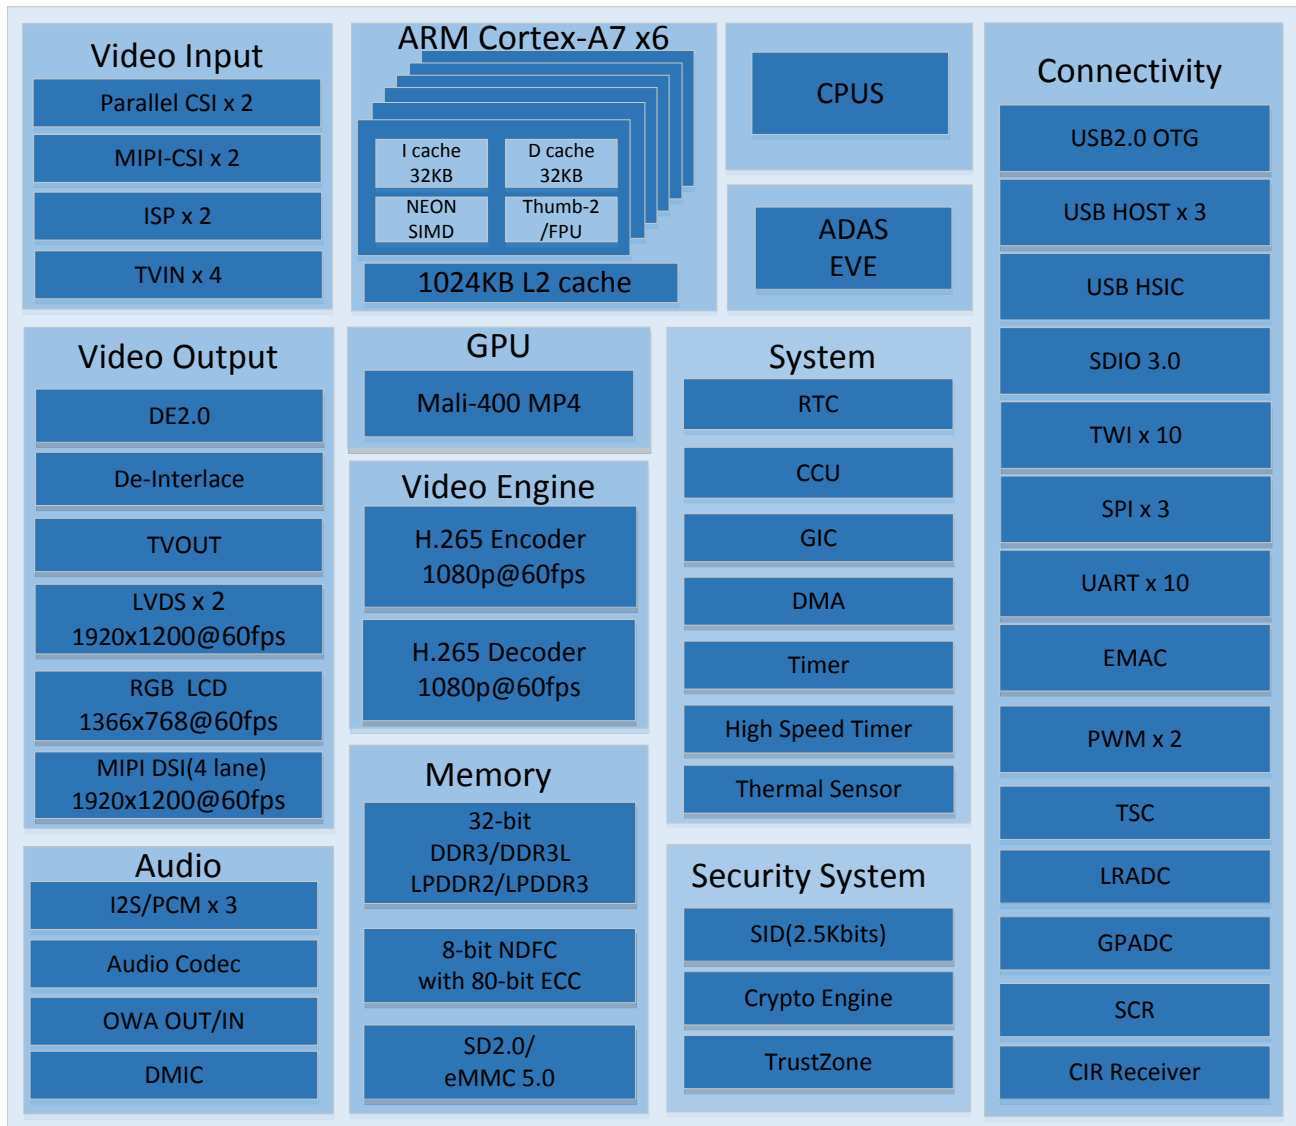 Video Input
Parallel CSI x 2
MIPI-CSI x 2
ISP x 2
TVIN x 4
ARM Cortex-A7 x6
I cache
32KB
D cache
32KB
NEON
SIMD
Thumb-2
/FPU
1024KB L2 cache
CPUS
ADAS
EVE
Connectivity
USB2.0 OTG
USB HOST x 3
USB HSIC
SDIO 3.0
TWI x 10
SPI x 3
UART x 10
EMAC
PWM x 2
TSC
LRADC
GPADC
SCR
CIR Receiver
Video Output
DE2.0
De-Interlace
TVOUT
LVDS x 2
1920x1200@60fps
RGB LCD
1366x768@60fps
MIPI DSI(4 lane)
1920x1200@60fps
GPU
Mali-400 MP4
Video Engine
H.265 Encoder
1080p@60fps
H.265 Decoder
1080p@60fps
System
RTC
CCU
GIC
DMA
Timer
High Speed Timer
Thermal Sensor
Memory
32-bit
DDR3/DDR3L
LPDDR2/LPDDR3
8-bit NDFC
with 80-bit ECC
SD2.0/
eMMC 5.0
Audio
I2S/PCM x 3
Audio Codec
OWA OUT/IN
DMIC
Security System
SID(2.5Kbits)
Crypto Engine
TrustZone